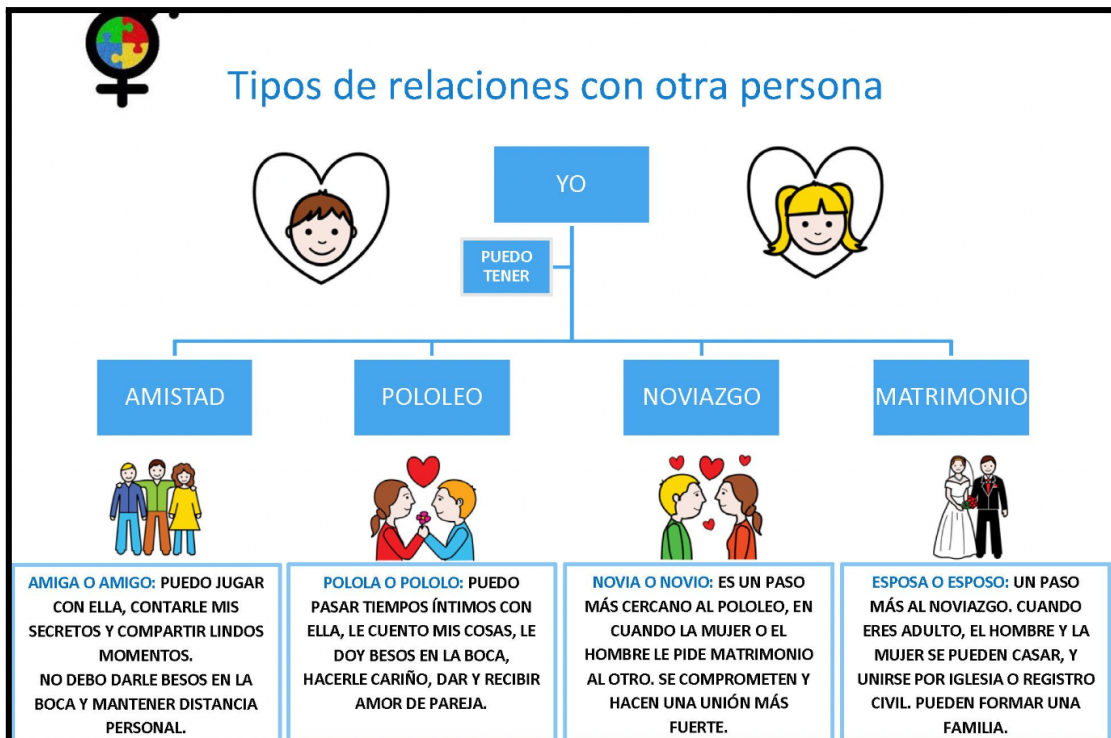 Tipos de relaciones con otra persona
YO
PUEDO
TENER
AMISTAD
POLOLEO
NOVIAZGO
MATRIMONIO
AMIGA O AMIGO: PUEDO JUGAR
CON ELLA, CONTARLE MIS
SECRETOS Y COMPARTIR LINDOS
MOMENTOS.
NO DEBO DARLE BESOS EN LA
BOCA Y MANTENER DISTANCIA
PERSONAL.
POLOLA O POLOLO: PUEDO
PASAR TIEMPOS ÍNTIMOS CON
ELLA, LE CUENTO MIS COSAS, LE
DOY BESOS EN LA BOCA,
HACERLE CARIÑO, DAR Y RECIBIR
AMOR DE PAREJA.
NOVIA O NOVIO: ES UN PASO
MÁS CERCANO AL POLOLEO, EN
CUANDO LA MUJER O EL
HOMBRE LE PIDE MATRIMONIO
AL OTRO. SE COMPROMETEN Y
HACEN UNA UNIÓN MÁS
FUERTE.
ESPOSA O ESPOSO: UN PASO
MÁS AL NOVIAZGO. CUANDO
ERES ADULTO, EL HOMBRE Y LA
MUJER SE PUEDEN CASAR, Y
UNIRSE POR IGLESIA O REGISTRO
CIVIL. PUEDEN FORMAR UNA
FAMILIA.